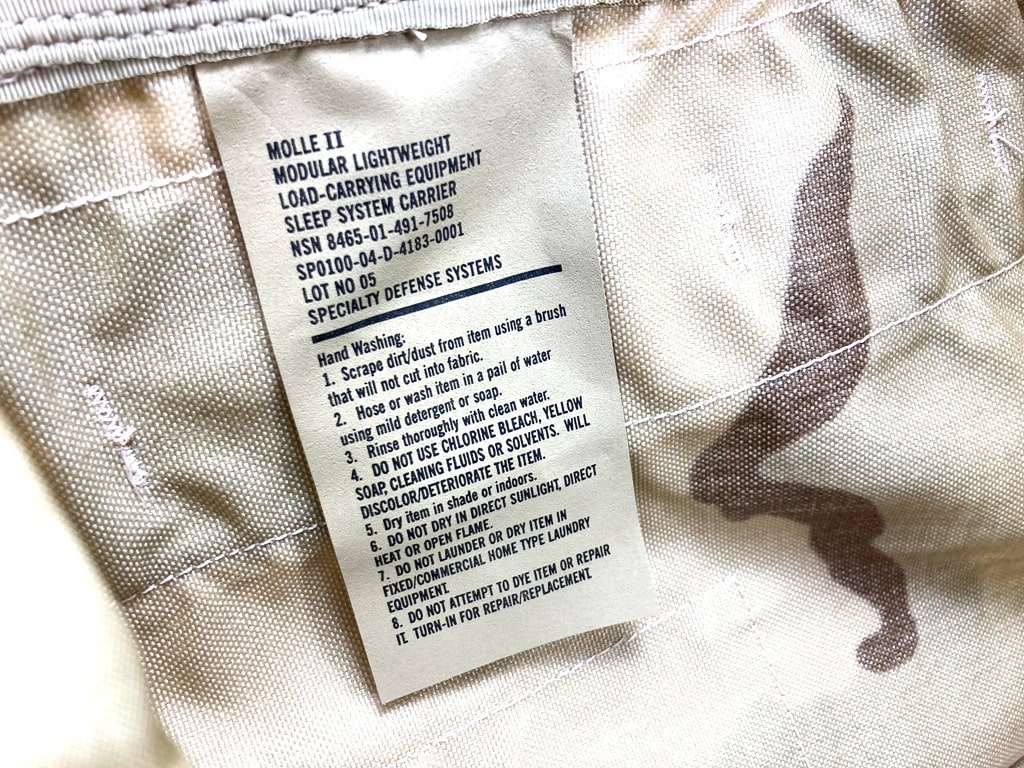 MOLLE II
MODULAR LIGHTWEIGHT
LOAD-CARRYING EQUIPMENT
SLEEP SYSTEM CARRIER
NSN 8465-01-491-7508
SP0100-04-D-4183-0001
LOT NO 05
SPECIALTY DEFENSE SYSTEMS
Hand Washing:
1. Scrape dirt/dust from item using a brush
that will not cut into fabric.
2. Hose or wash item in a pail of water
using mild detergent or soap.
3. Rinse thoroughly with clean water.
4. DO NOT USE CHLORINE BLEACH, YELLOW
SOAP, CLEANING FLUIDS OR SOLVENTS. WILL
DISCOLOR/DETERIORATE THE ITEM.
5. Dry item in shade or indoors.
6. DO NOT DRY IN DIRECT SUNLIGHT, DIRECT
HEAT OR OPEN FLAME.
7. DO NOT LAUNDER OR DRY ITEM IN
FIXED/COMMERCIAL HOME TYPE LAUNDRY
EQUIPMENT.
8. DO NOT ATTEMPT TO DYE ITEM OR REPAIR
IT. TURN-IN FOR REPAIR/REPLACEMENT.